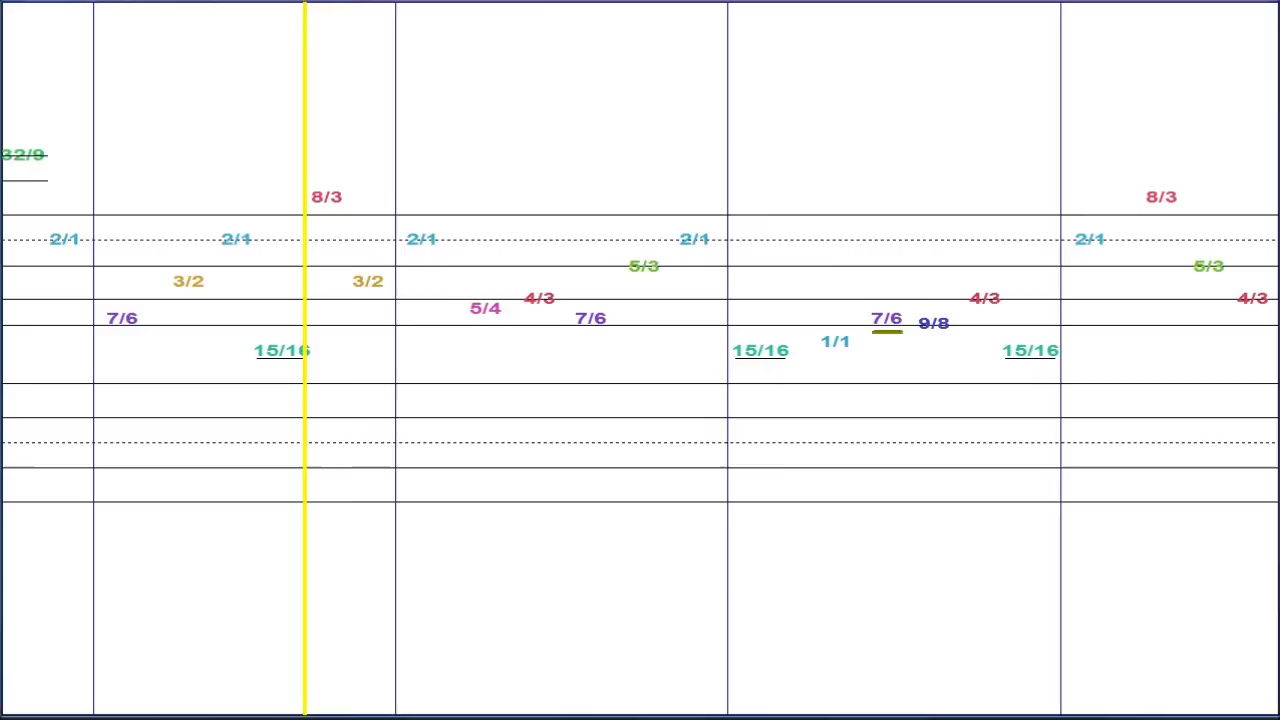 32/9
8/3 8/3
2/1 2/1 2/1 2/1 2/1
5/3 5/3
3/2 3/2
4/3 4/3 4/3
5/4
7/6 7/6 7/6
9/8
1/1
15/16 15/16 15/16